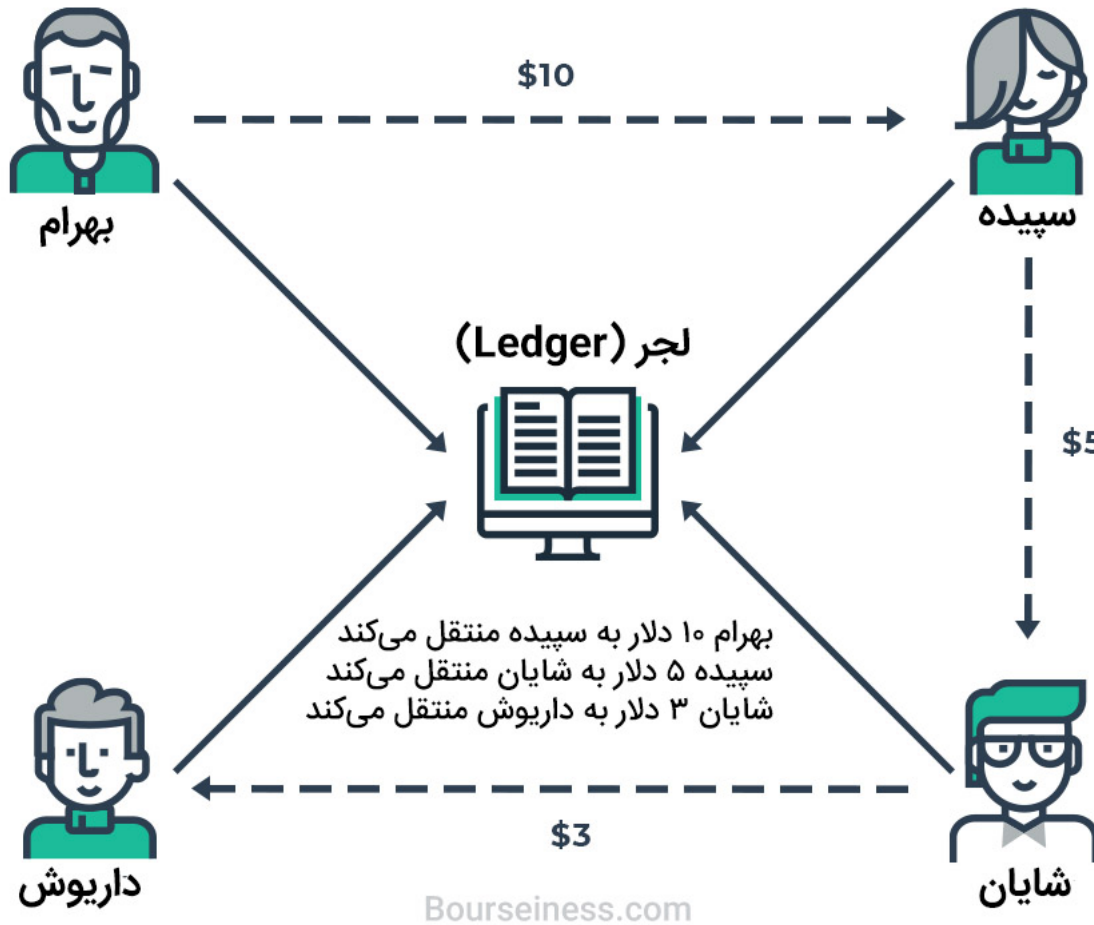 $10
بهرام
سپیده
لجر (Ledger)
$5
بهرام ۱۰ دلار به سپیده منتقل می‌کند
سپیده ۵ دلار به شایان منتقل می‌کند
شایان ۳ دلار به داریوش منتقل می‌کند
$3
داریوش
شایان
Bourseiness.com